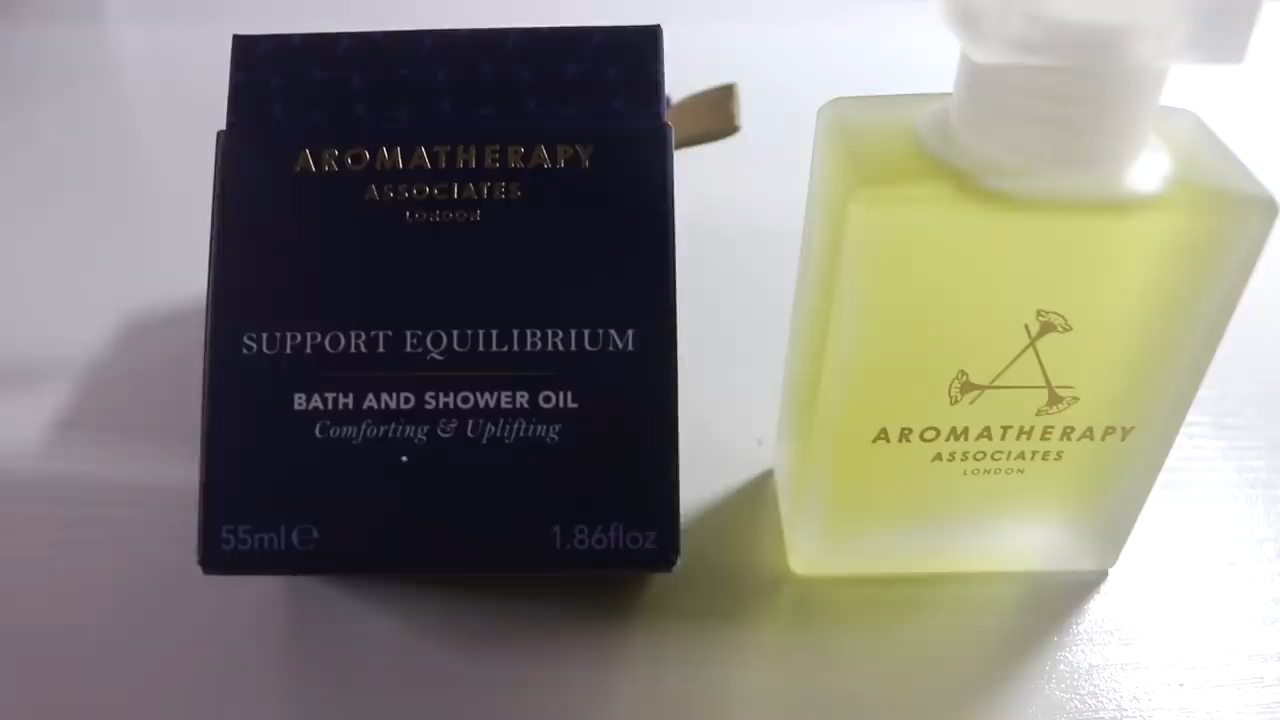 AROMATHERAPY
ASSOCIATES
LONDON
SUPPORT EQUILIBRIUM
BATH AND SHOWER OIL
Comforting & Uplifting
55ml℮
1.86floz
AROMATHERAPY
ASSOCIATES
LONDON